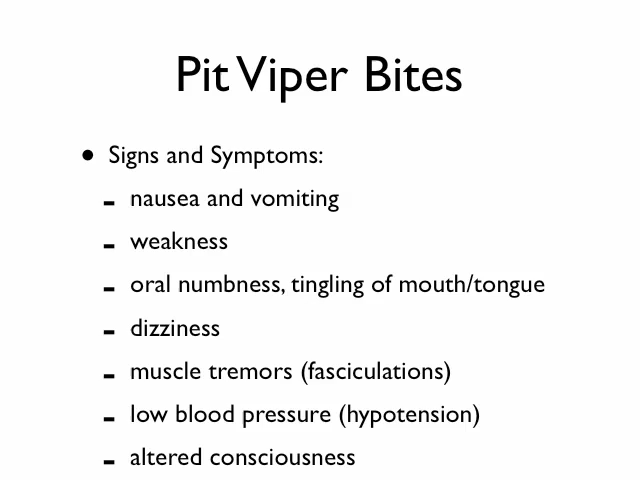 Pit Viper Bites
• Signs and Symptoms:
- nausea and vomiting
- weakness
- oral numbness, tingling of mouth/tongue
- dizziness
- muscle tremors (fasciculations)
- low blood pressure (hypotension)
- altered consciousness